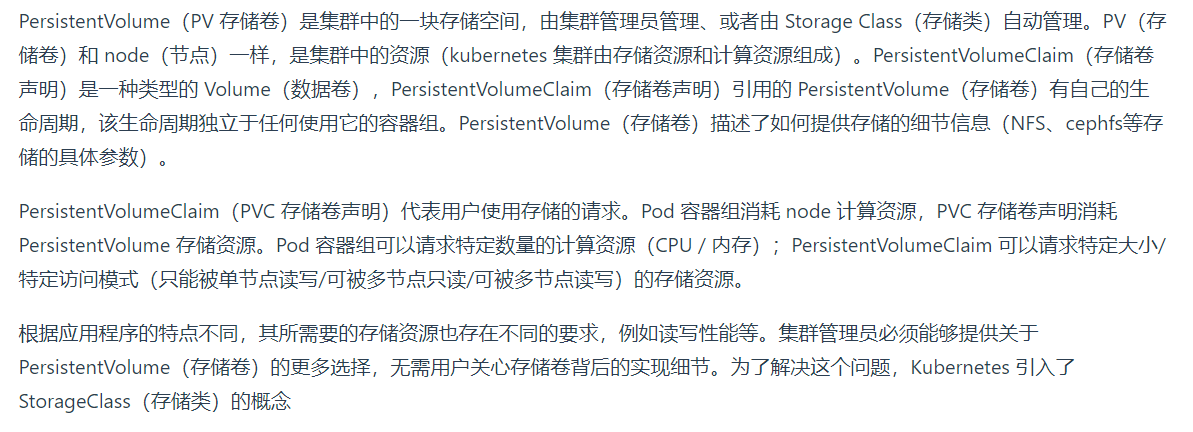 PersistentVolume（PV 存储卷）是集群中的一块存储空间，由集群管理员管理、或者由 Storage Class（存储类）自动管理。PV（存
储卷）和 node（节点）一样，是集群中的资源（kubernetes 集群由存储资源和计算资源组成）。PersistentVolumeClaim（存储卷
声明）是一种类型的 Volume（数据卷），PersistentVolumeClaim（存储卷声明）引用的 PersistentVolume（存储卷）有自己的生
命周期，该生命周期独立于任何使用它的容器组。PersistentVolume（存储卷）描述了如何提供存储的细节信息（NFS、cephfs等存
储的具体参数）。
PersistentVolumeClaim（PVC 存储卷声明）代表用户使用存储的请求。Pod 容器组消耗 node 计算资源，PVC 存储卷声明消耗
PersistentVolume 存储资源。Pod 容器组可以请求特定数量的计算资源（CPU / 内存）；PersistentVolumeClaim 可以请求特定大小/
特定访问模式（只能被单节点读写/可被多节点只读/可被多节点读写）的存储资源。
根据应用程序的特点不同，其所需要的存储资源也存在不同的要求，例如读写性能等。集群管理员必须能够提供关于
PersistentVolume（存储卷）的更多选择，无需用户关心存储卷背后的实现细节。为了解决这个问题，Kubernetes 引入了
StorageClass（存储类）的概念